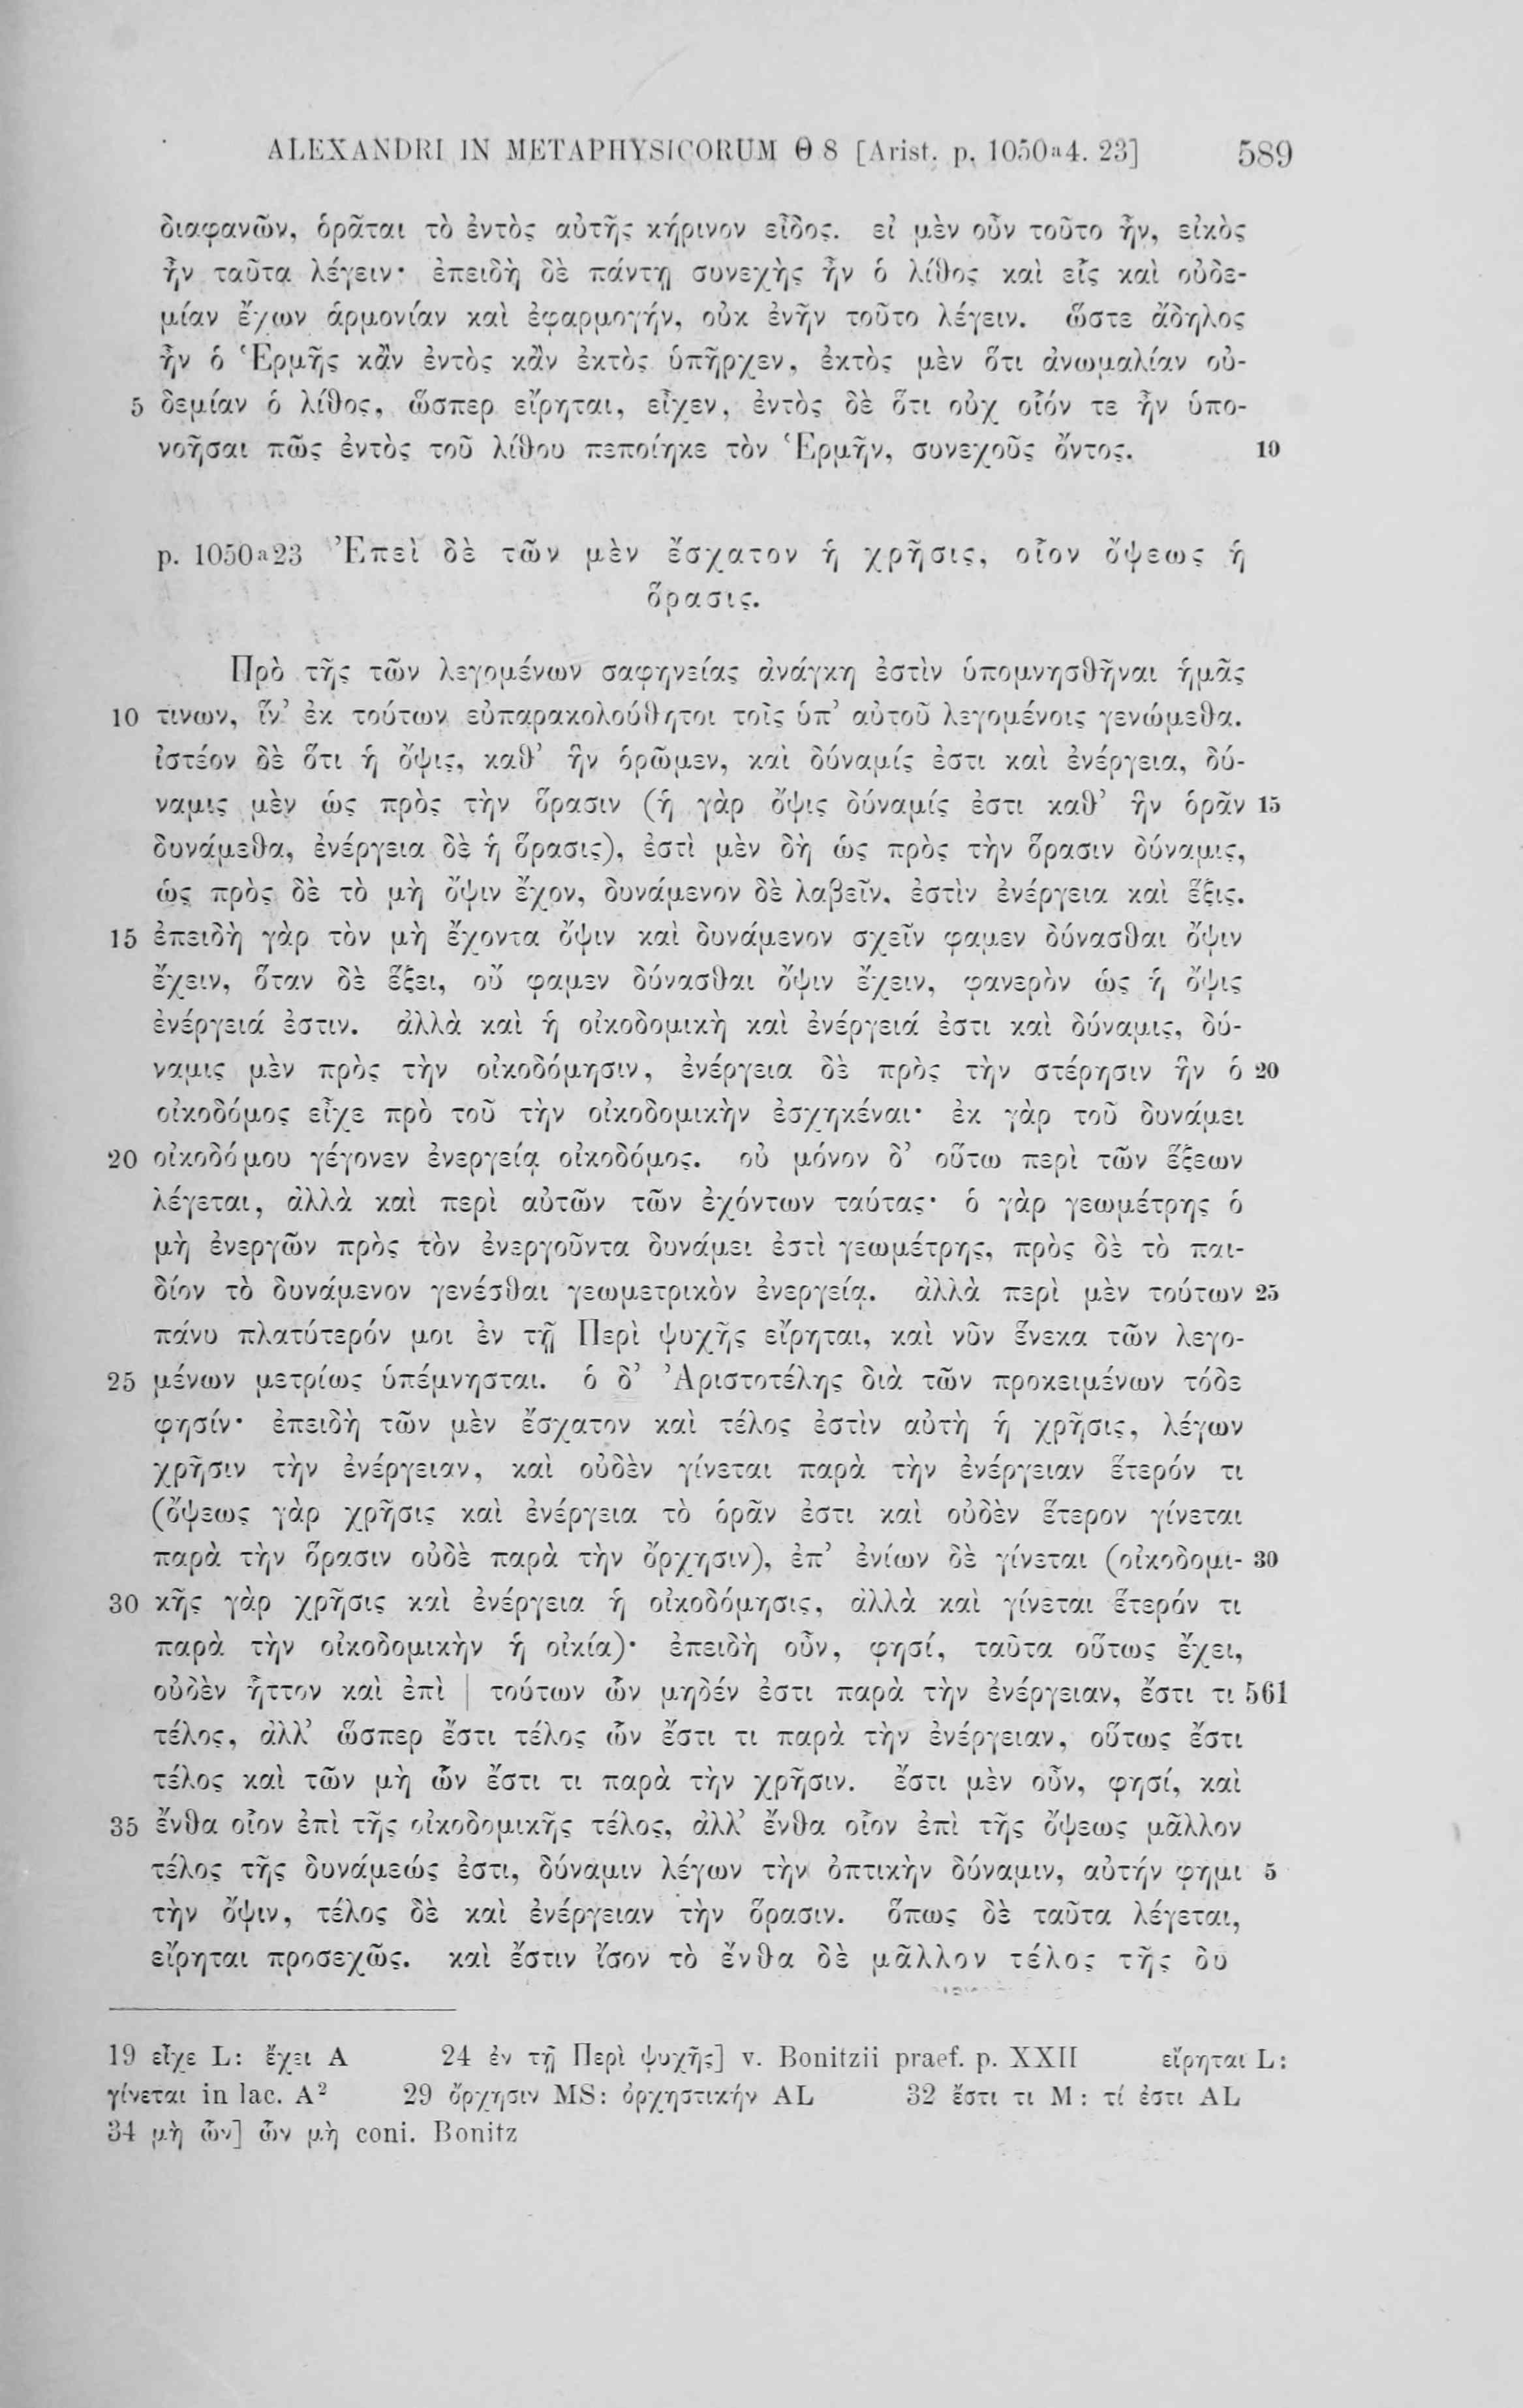 ALEXANDRI IN METAPHYSICORUM Θ 8 [Arist. p. 1050a4. 23] 589
διαφανῶν, ὁρᾶται τὸ ἐντὸς αὐτῆς κήρινον εἶδος. εἰ μὲν οὖν τοῦτο ἦν, εἰκὸς
ἦν ταῦτα λέγειν· ἐπειδὴ δὲ πάντῃ συνεχὴς ἦν ὁ λίθος καὶ εἷς καὶ οὐδε-
μίαν ἔχων ἁρμονίαν καὶ ἐφαρμογήν, οὐκ ἐνῆν τοῦτο λέγειν. ὥστε ἄδηλος
ἦν ὁ Ἑρμῆς κἂν ἐντὸς κἂν ἐκτὸς ὑπῆρχεν, ἐκτὸς μὲν ὅτι ἀνωμαλίαν οὐ-
5 δεμίαν ὁ λίθος, ὥσπερ εἴρηται, εἶχεν, ἐντὸς δὲ ὅτι οὐχ οἷόν τε ἦν ὑπο-
νοῆσαι πῶς ἐντὸς τοῦ λίθου πεποίηκε τὸν Ἑρμῆν, συνεχοῦς ὄντος. 10
p. 1050a23 Ἐπεὶ δὲ τῶν μὲν ἔσχατον ἡ χρῆσις, οἷον ὄψεως ἡ
ὅρασις.
Πρὸ τῆς τῶν λεγομένων σαφηνείας ἀνάγκη ἐστὶν ὑπομνησθῆναι ἡμᾶς
10 τινων, ἵν’ ἐκ τούτων εὐπαρακολούθητοι τοῖς ὑπ’ αὐτοῦ λεγομένοις γενώμεθα.
ἰστέον δὲ ὅτι ἡ ὄψις, καθ’ ἣν ὁρῶμεν, καὶ δύναμίς ἐστι καὶ ἐνέργεια, δύ-
ναμις μὲν ὡς πρὸς τὴν ὅρασιν (ἡ γὰρ ὄψις δύναμίς ἐστι καθ’ ἣν ὁρᾶν 15
δυνάμεθα, ἐνέργεια δὲ ἡ ὅρασις), ἐστὶ μὲν δὴ ὡς πρὸς τὴν ὅρασιν δύναμις,
ὡς πρὸς δὲ τὸ μὴ ὄψιν ἔχον, δυνάμενον δὲ λαβεῖν, ἐστὶν ἐνέργεια καὶ ἕξις.
15 ἐπειδὴ γὰρ τὸν μὴ ἔχοντα ὄψιν καὶ δυνάμενον σχεῖν φαμεν δύνασθαι ὄψιν
ἔχειν, ὅταν δὲ ἕξει, οὔ φαμεν δύνασθαι ὄψιν ἔχειν, φανερὸν ὡς ἡ ὄψις
ἐνέργειά ἐστιν. ἀλλὰ καὶ ἡ οἰκοδομικὴ καὶ ἐνέργειά ἐστι καὶ δύναμις, δύ-
ναμις μὲν πρὸς τὴν οἰκοδόμησιν, ἐνέργεια δὲ πρὸς τὴν στέρησιν ἣν ὁ 20
οἰκοδόμος εἶχε πρὸ τοῦ τὴν οἰκοδομικὴν ἐσχηκέναι· ἐκ γὰρ τοῦ δυνάμει
20 οἰκοδόμου γέγονεν ἐνεργείᾳ οἰκοδόμος. οὐ μόνον δ’ οὕτω περὶ τῶν ἕξεων
λέγεται, ἀλλὰ καὶ περὶ αὐτῶν τῶν ἐχόντων ταύτας· ὁ γὰρ γεωμέτρης ὁ
μὴ ἐνεργῶν πρὸς τὸν ἐνεργοῦντα δυνάμει ἐστὶ γεωμέτρης, πρὸς δὲ τὸ παι-
δίον τὸ δυνάμενον γενέσθαι γεωμετρικὸν ἐνεργείᾳ. ἀλλὰ περὶ μὲν τούτων 25
πάνυ πλατύτερόν μοι ἐν τῇ Περὶ ψυχῆς εἴρηται, καὶ νῦν ἕνεκα τῶν λεγο-
25 μένων μετρίως ὑπέμνησται. ὁ δ’ Ἀριστοτέλης διὰ τῶν προκειμένων τόδε
φησίν· ἐπειδὴ τῶν μὲν ἔσχατον καὶ τέλος ἐστὶν αὐτὴ ἡ χρῆσις, λέγων
χρῆσιν τὴν ἐνέργειαν, καὶ οὐδὲν γίνεται παρὰ τὴν ἐνέργειαν ἕτερόν τι
(ὄψεως γὰρ χρῆσις καὶ ἐνέργεια τὸ ὁρᾶν ἐστι καὶ οὐδὲν ἕτερον γίνεται
παρὰ τὴν ὅρασιν οὐδὲ παρὰ τὴν ὄρχησιν), ἐπ’ ἐνίων δὲ γίνεται (οἰκοδομι- 30
30 κῆς γὰρ χρῆσις καὶ ἐνέργεια ἡ οἰκοδόμησις, ἀλλὰ καὶ γίνεται ἕτερόν τι
παρὰ τὴν οἰκοδομικὴν ἡ οἰκία)· ἐπειδὴ οὖν, φησί, ταῦτα οὕτως ἔχει,
οὐδὲν ἧττον καὶ ἐπὶ | τούτων ὧν μηδέν ἐστι παρὰ τὴν ἐνέργειαν, ἔστι τι 561
τέλος, ἀλλ’ ὥσπερ ἔστι τέλος ὧν ἔστι τι παρὰ τὴν ἐνέργειαν, οὕτως ἔστι
τέλος καὶ τῶν μὴ ὧν ἔστι τι παρὰ τὴν χρῆσιν. ἔστι μὲν οὖν, φησί, καὶ
35 ἔνθα οἷον ἐπὶ τῆς οἰκοδομικῆς τέλος, ἀλλ’ ἔνθα οἷον ἐπὶ τῆς ὄψεως μᾶλλον
τέλος τῆς δυνάμεώς ἐστι, δύναμιν λέγων τὴν ὀπτικὴν δύναμιν, αὐτήν φημι 5
τὴν ὄψιν, τέλος δὲ καὶ ἐνέργειαν τὴν ὅρασιν. ὅπως δὲ ταῦτα λέγεται,
εἴρηται προσεχῶς. καὶ ἔστιν ἴσον τὸ ἔνθα δὲ μᾶλλον τέλος τῆς δυ
19 εἶχε L: ἔχει A 24 ἐν τῇ Περὶ ψυχῆς] v. Bonitzii praef. p. XXII εἴρηται L:
γίνεται in lac. A² 29 ὄρχησιν MS: ὀρχηστικήν AL 32 ἔστι τι M: τί ἐστι AL
34 μὴ ὧν] ὧν μὴ coni. Bonitz